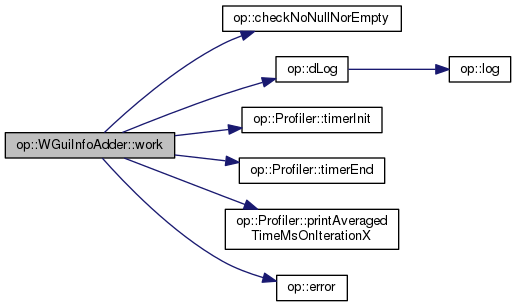 op::checkNoNullNorEmpty
op::dLog
op::log
op::Profiler::timerInit
op::WGuiInfoAdder::work
op::Profiler::timerEnd
op::Profiler::printAveraged
TimeMsOnIterationX
op::error